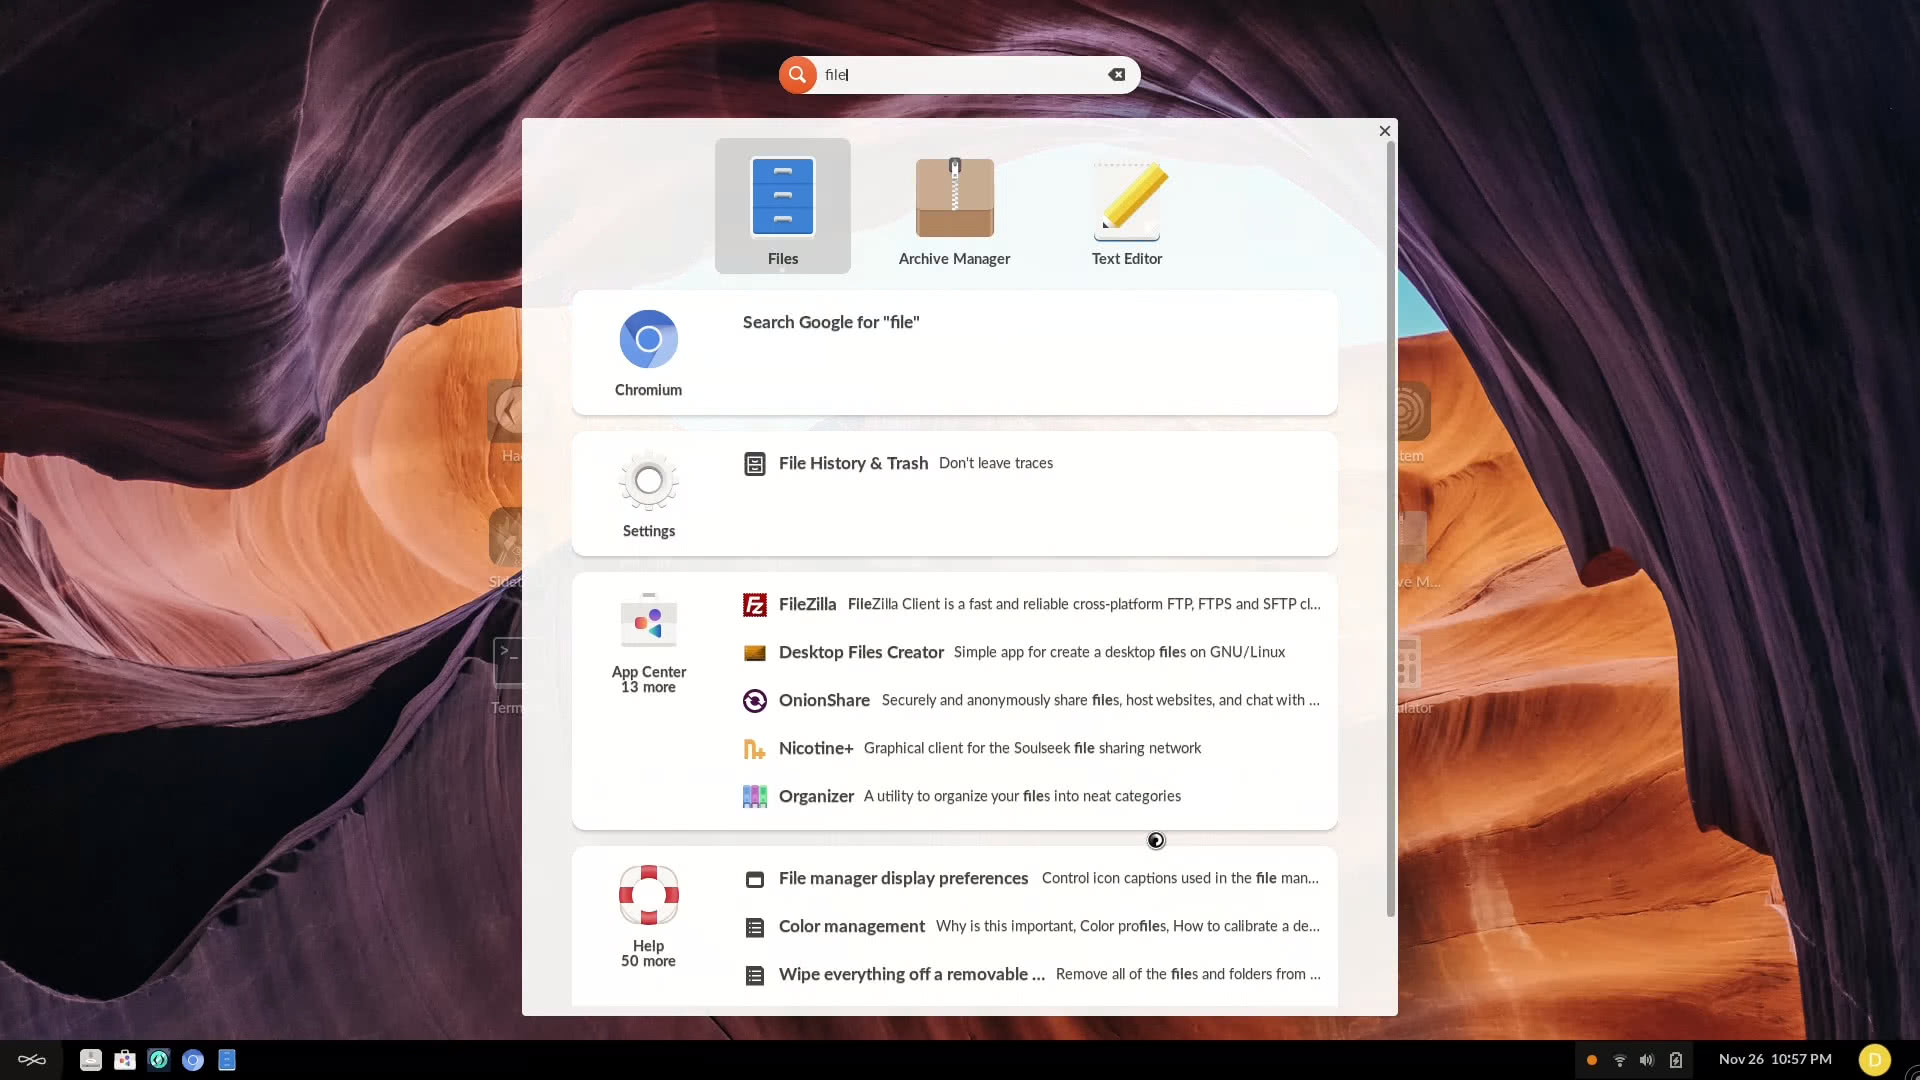 file
Files
Archive Manager
Text Editor
Search Google for "file"
Chromium
File History & Trash Don't leave traces
Settings
FileZilla FileZilla Client is a fast and reliable cross-platform FTP, FTPS and SFTP cl...
App Center
13 more
Desktop Files Creator Simple app for create a desktop files on GNU/Linux
OnionShare Securely and anonymously share files, host websites, and chat with ...
Nicotine+ Graphical client for the Soulseek file sharing network
Organizer A utility to organize your files into neat categories
File manager display preferences Control icon captions used in the file man...
Help
50 more
Color management Why is this important, Color profiles, How to calibrate a de...
Wipe everything off a removable ... Remove all of the files and folders from ...
Nov 26 10:57 PM
D